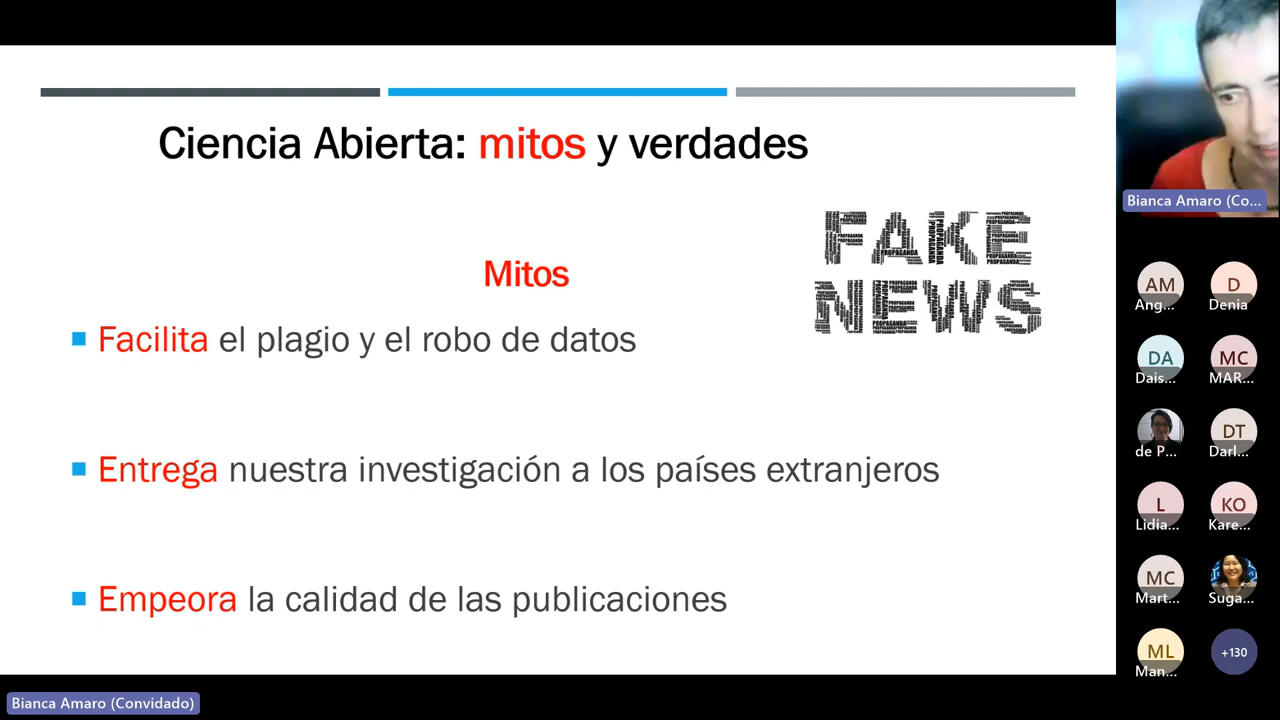 Ciencia Abierta: mitos y verdades
FAKE
NEWS
Mitos
Facilita el plagio y el robo de datos
Entrega nuestra investigación a los países extranjeros
Empeora la calidad de las publicaciones
Bianca Amaro (Co...
AM
Ang...
D
Denia
DA
Dais...
MC
MAR...
de P...
DT
Darl...
L
Lidia...
KO
Kare...
MC
Mart...
Suga...
ML
Man...
+130
Bianca Amaro (Convidado)